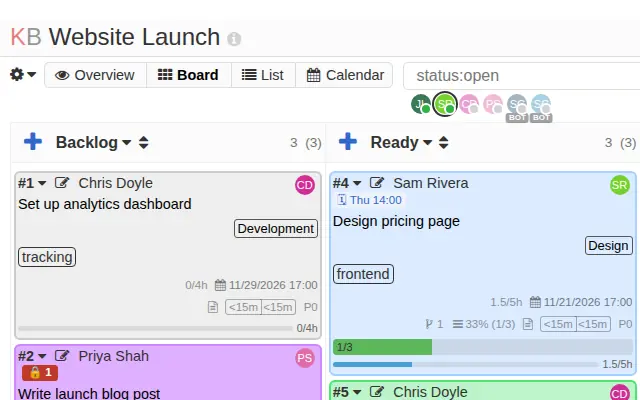 KB Website Launch
Overview Board List Calendar
status:open
SR
BOT BOT
Backlog 3 (3)
Ready 3 (3)
#1 Chris Doyle CD
Set up analytics dashboard
Development
tracking
0/4h 11/29/2026 17:00
<15m <15m P0
0/4h
#2 Priya Shah PS
1
Write launch blog post
#4 Sam Rivera SR
Thu 14:00
Design pricing page
Design
frontend
1.5/5h 11/21/2026 17:00
1 33% (1/3) <15m <15m P0
1/3
1.5/5h
#5 Chris Doyle CD